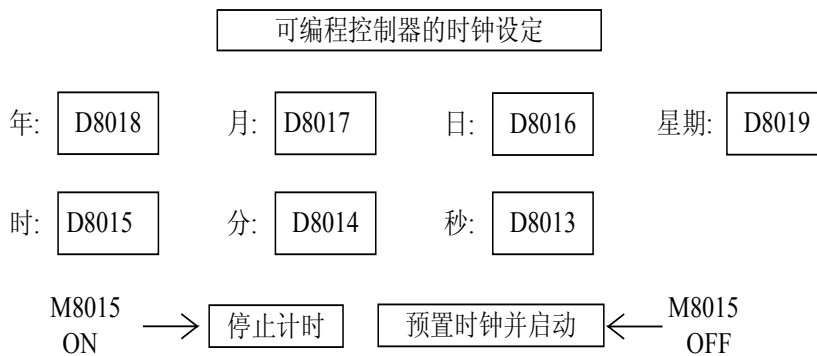 可编程控制器的时钟设定
年: D8018 月: D8017 日: D8016 星期: D8019
时: D8015 分: D8014 秒: D8013
M8015 ON 停止计时 预置时钟并启动 M8015 OFF